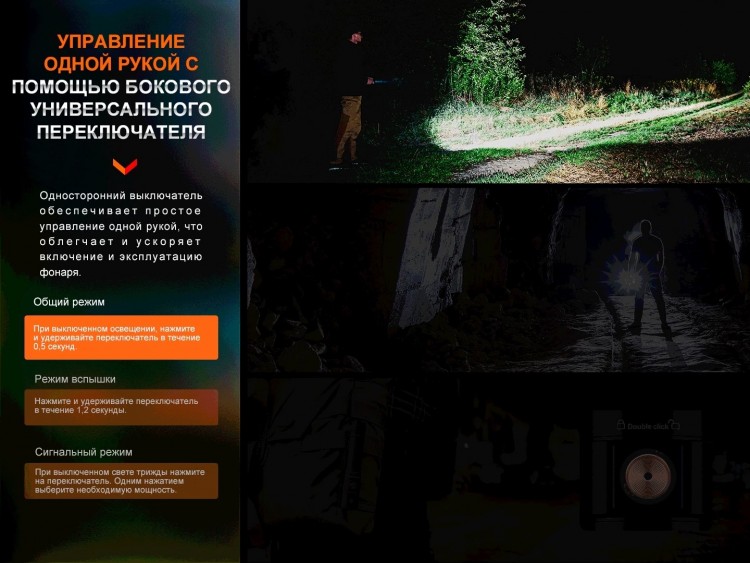 УПРАВЛЕНИЕ
ОДНОЙ РУКОЙ С
ПОМОЩЬЮ БОКОВОГО
УНИВЕРСАЛЬНОГО
ПЕРЕКЛЮЧАТЕЛЯ
Односторонний выключатель
обеспечивает простое
управление одной рукой, что
облегчает и ускоряет
включение и эксплуатацию
фонаря.
Общий режим
При выключенном освещении, нажмите
и удерживайте переключатель в течение
0,5 секунд.
Режим вспышки
Нажмите и удерживайте переключатель
в течение 1,2 секунды.
Сигнальный режим
При выключенном свете трижды нажмите
на переключатель. Одним нажатием
выберите необходимую мощность.
Double click